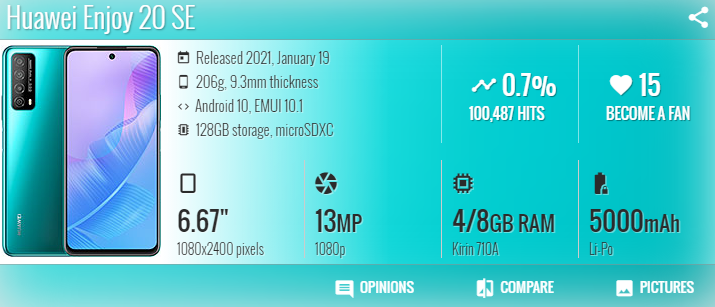 Huawei Enjoy 20 SE
Released 2021, January 19
206g, 9.3mm thickness
Android 10, EMUI 10.1
128GB storage, microSDXC
0.7%
100,487 HITS
15
BECOME A FAN
6.67"
1080x2400 pixels
13MP
1080p
4/8GB RAM
Kirin 710A
5000mAh
Li-Po
HUAWEI
OPINIONS
COMPARE
PICTURES